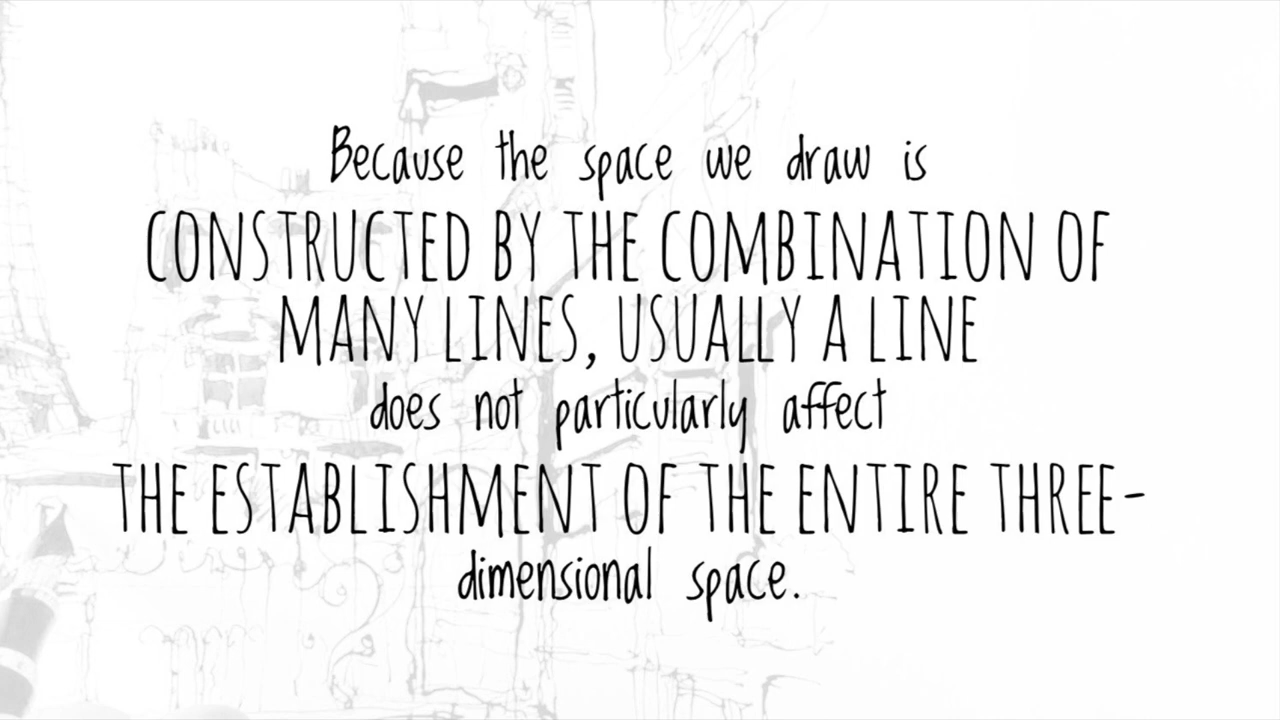 Because the space we draw is
CONSTRUCTED BY THE COMBINATION OF
MANY LINES, USUALLY A LINE
does not particularly affect
THE ESTABLISHMENT OF THE ENTIRE THREE-
dimensional space.